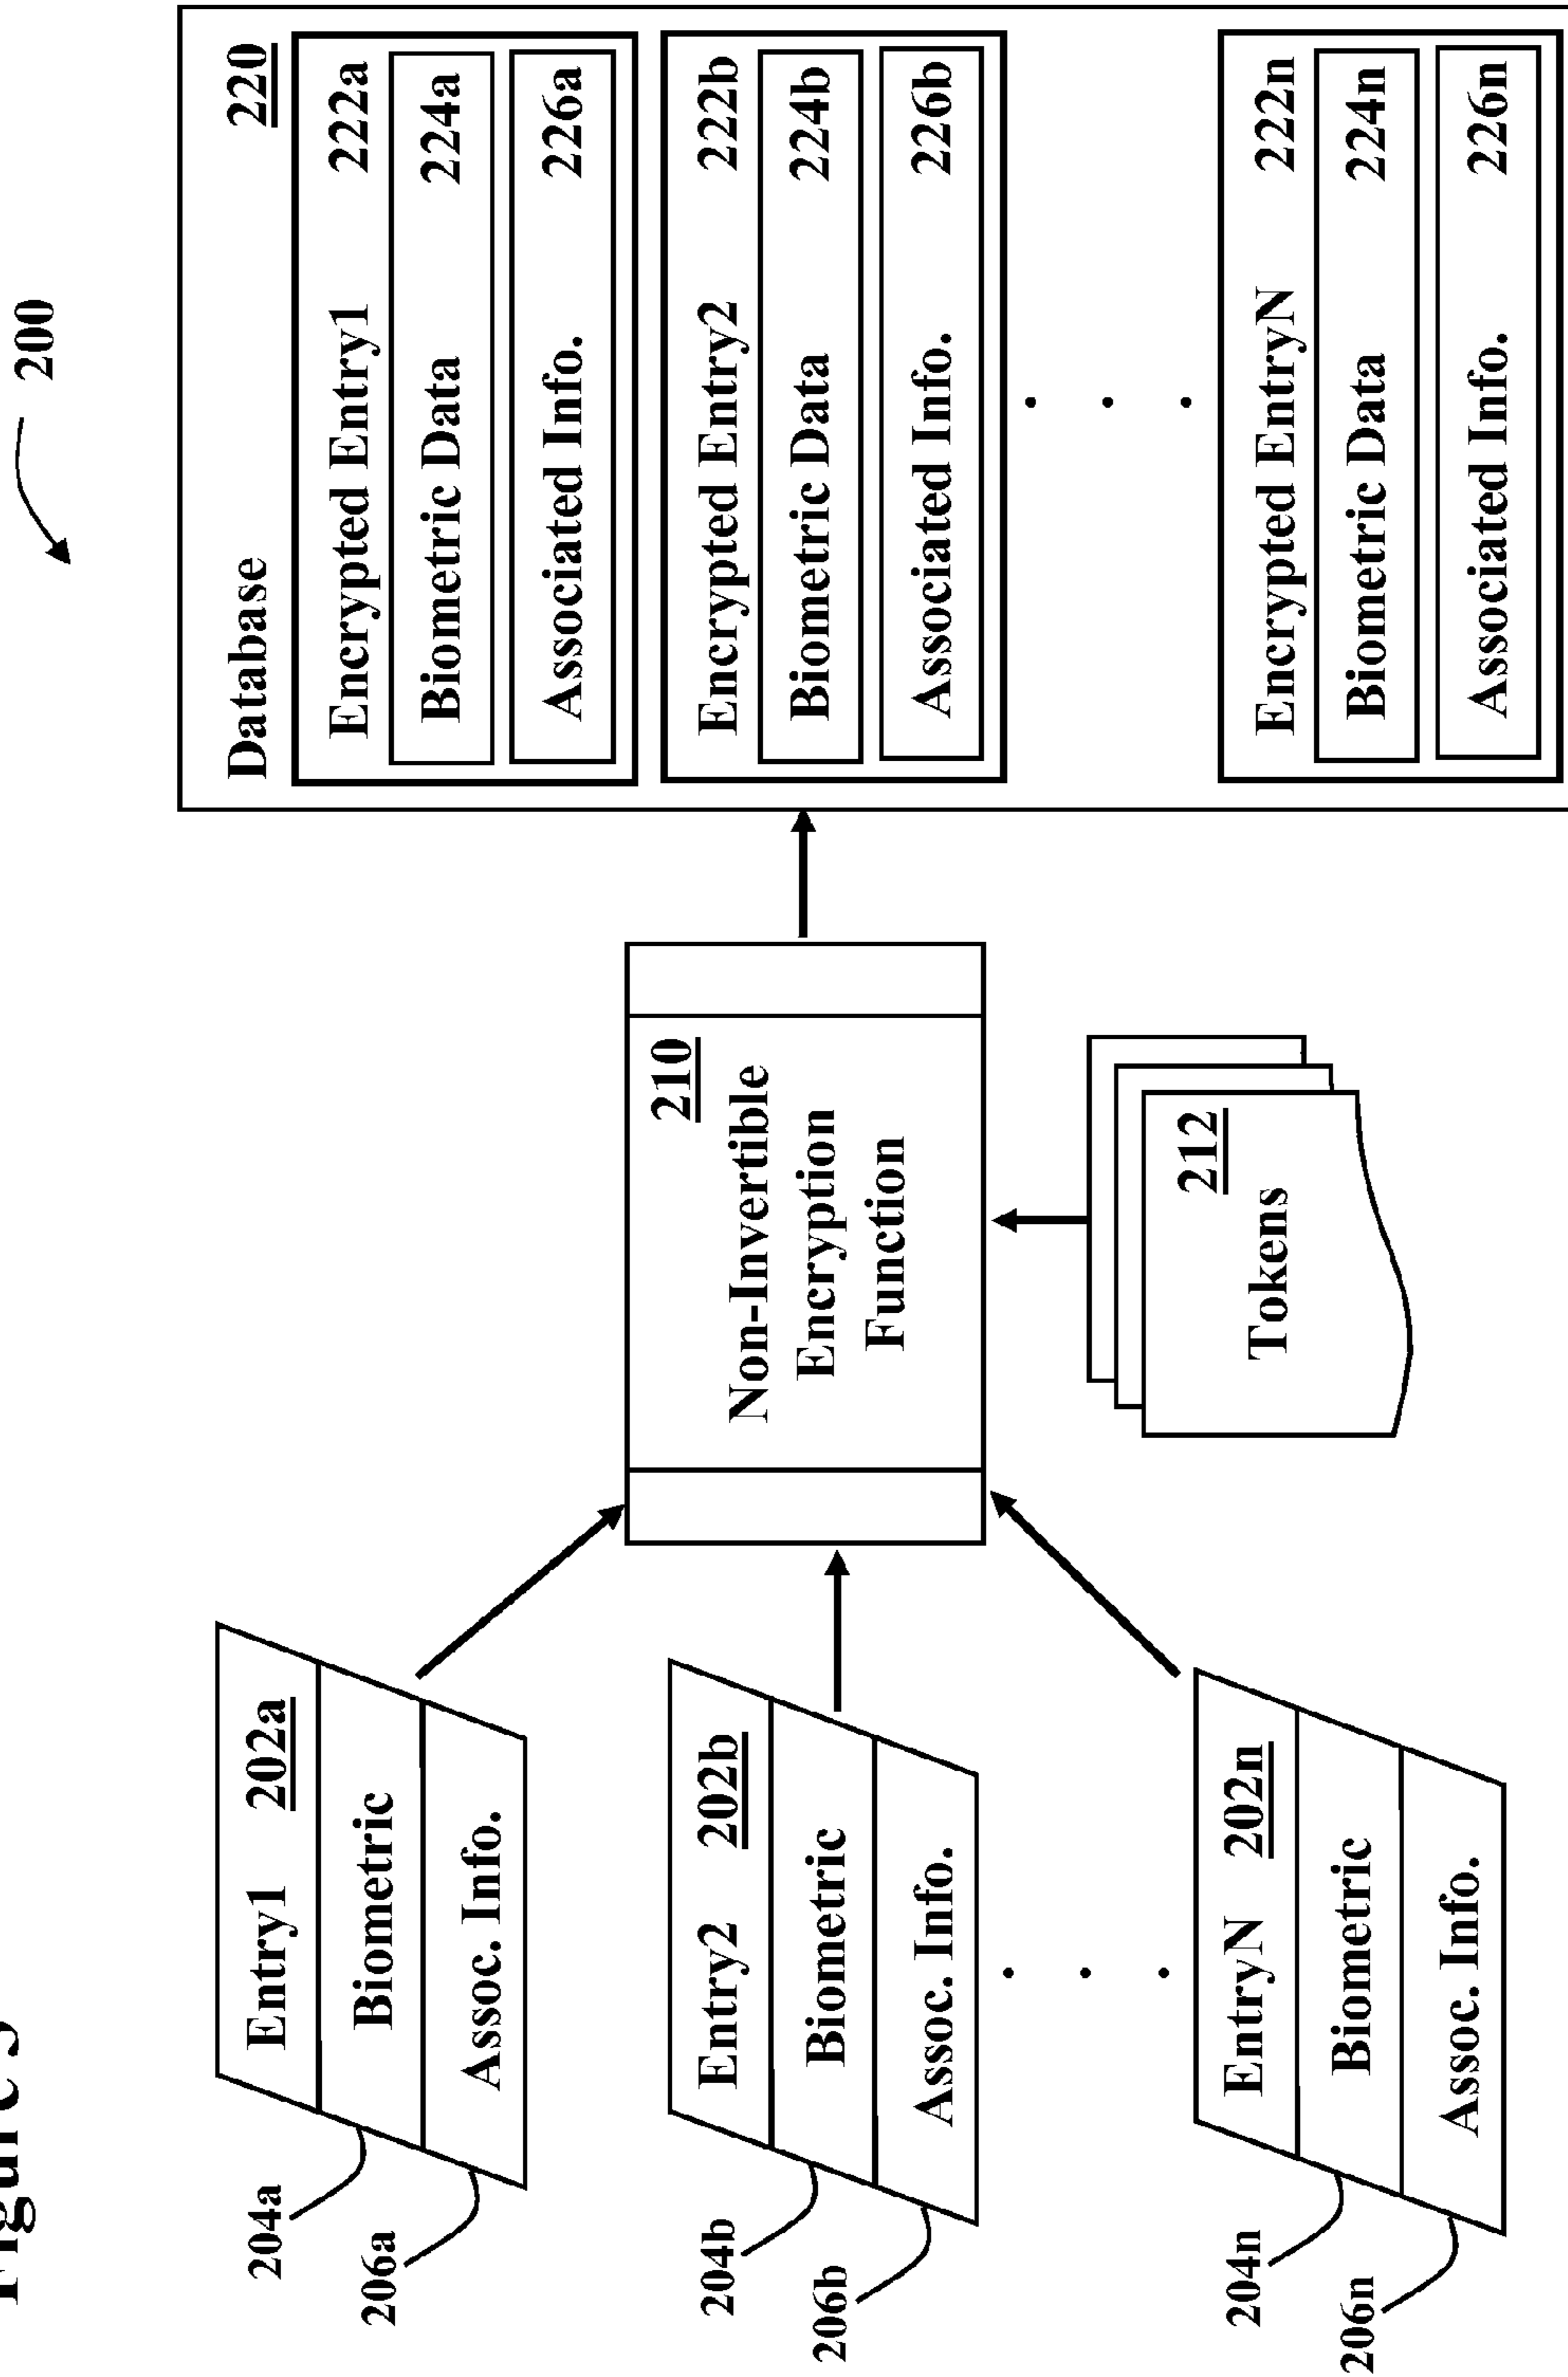 200
Entry1 202a
Biometric
Assoc. Info.
204a
206a
Entry2 202b
Biometric
Assoc. Info.
204b
206b
. . .
EntryN 202n
Biometric
Assoc. Info.
204n
206n
210
Non-Invertible
Encryption
Function
212
Tokens
Database 220
Encrypted Entry1 222a
Biometric Data 224a
Associated Info. 226a
Encrypted Entry2 222b
Biometric Data 224b
Associated Info. 226b
. . .
Encrypted EntryN 222n
Biometric Data 224n
Associated Info. 226n